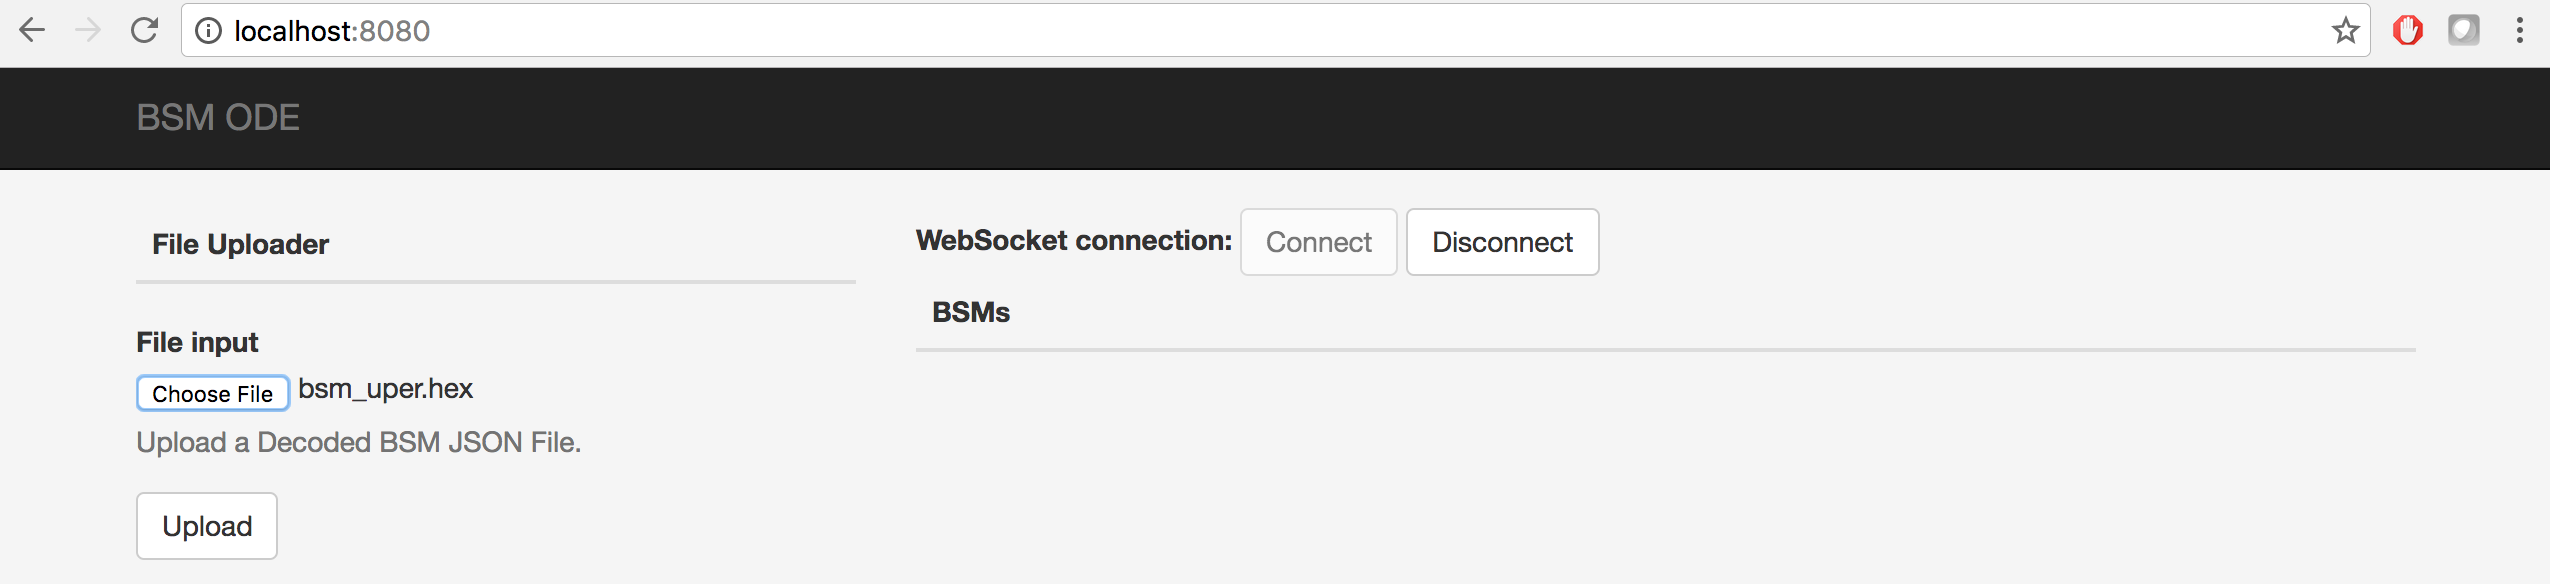 localhost:8080
BSM ODE
File Uploader
File input
Choose File bsm_uper.hex
Upload a Decoded BSM JSON File.
Upload
WebSocket connection: Connect Disconnect
BSMs